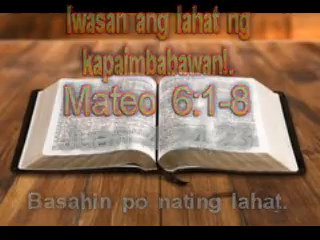 Iwasan ang lahat ng
kapaimbabawan!.
Mateo 6:1-8
Basahin po nating lahat.